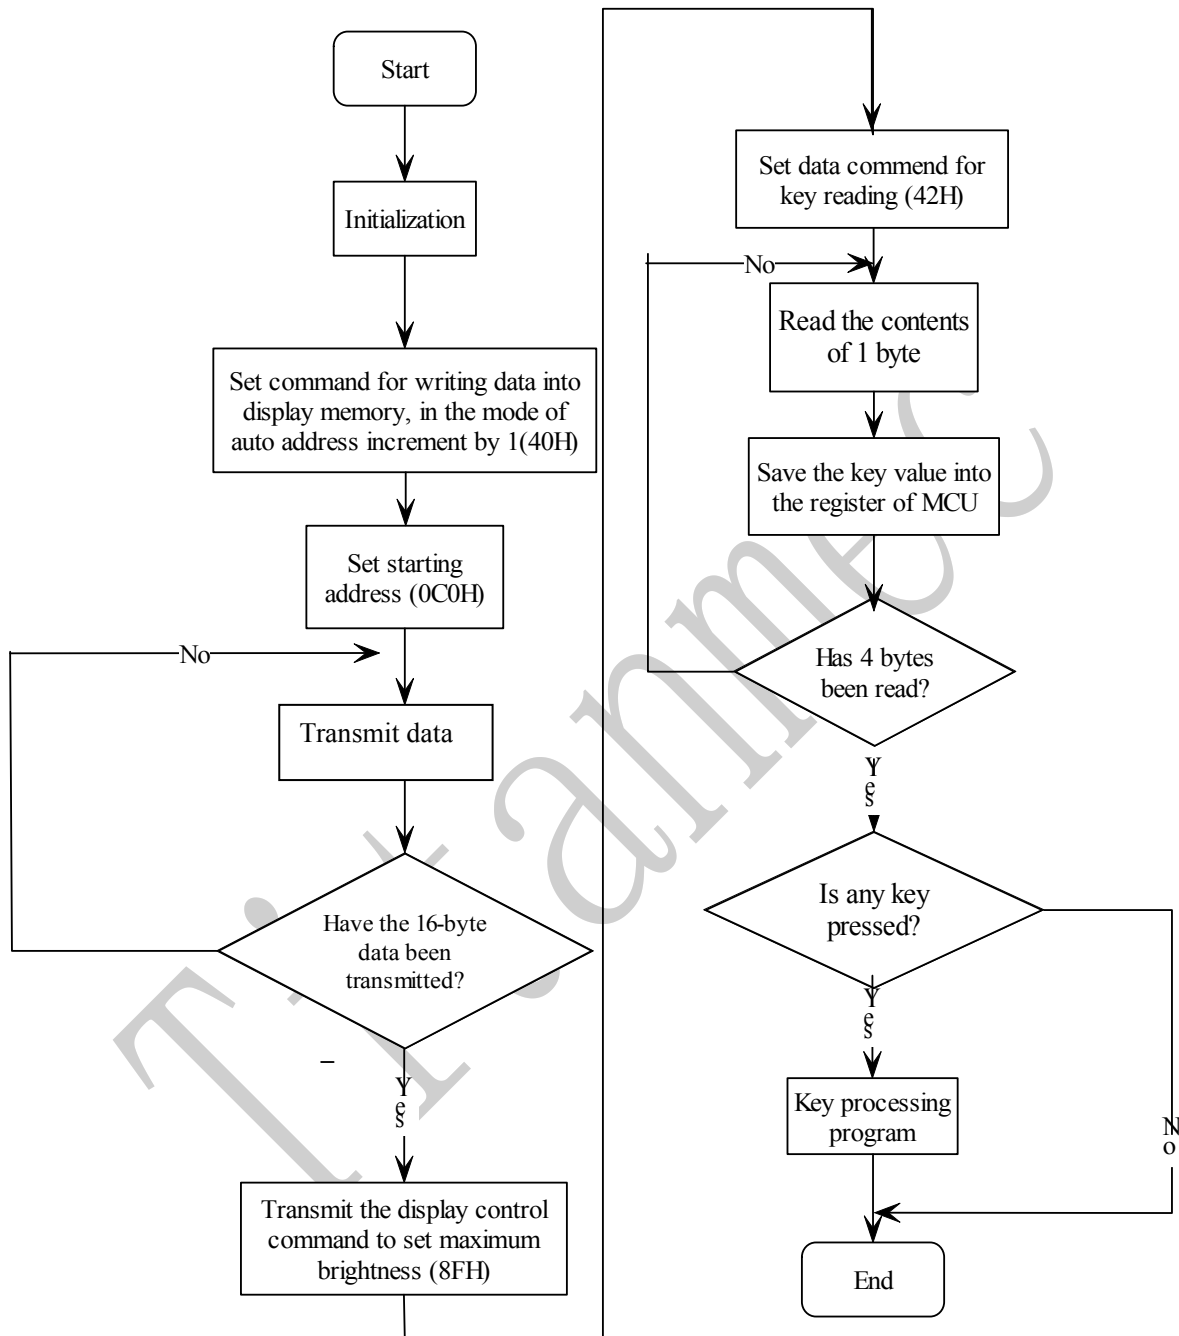 Start
Initialization
Set command for writing data into
display memory, in the mode of
auto address increment by 1(40H)
Set starting
address (0C0H)
No
Transmit data
Have the 16-byte
data been
transmitted?
Yes
Transmit the display control
command to set maximum
brightness (8FH)
Set data commend for
key reading (42H)
No
Read the contents
of 1 byte
Save the key value into
the register of MCU
Has 4 bytes
been read?
Yes
Is any key
pressed?
Yes
No
Key processing
program
End
Titanmec